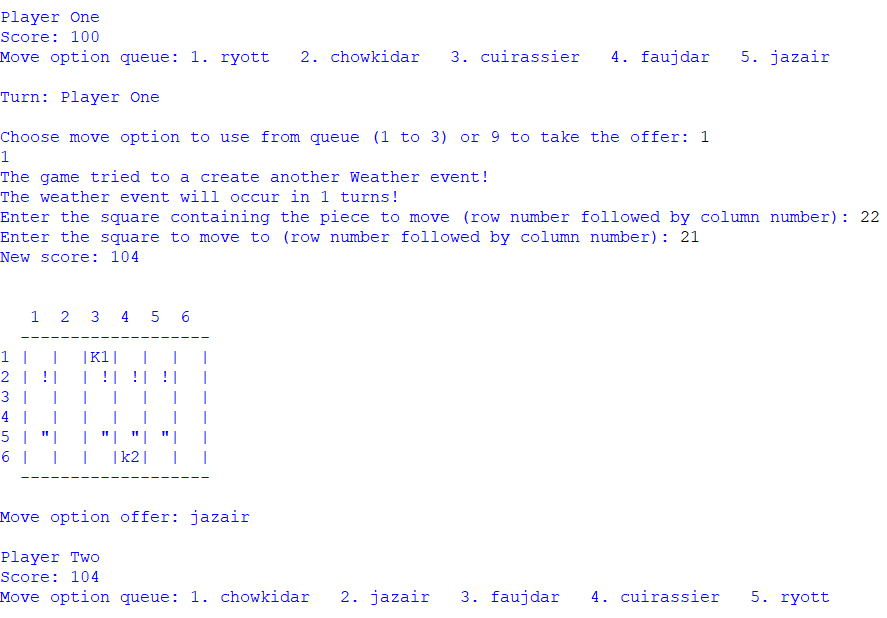 Player One
Score: 100
Move option queue: 1. ryott   2. chowkidar   3. cuirassier   4. faujdar   5. jazair
Turn: Player One
Choose move option to use from queue (1 to 3) or 9 to take the offer: 1
1
The game tried to a create another Weather event!
The weather event will occur in 1 turns!
Enter the square containing the piece to move (row number followed by column number): 22
Enter the square to move to (row number followed by column number): 21
New score: 104
   1  2  3  4  5  6
  -------------------
1 |  |  |K1|  |  |  |
2 | !|  | !| !| !|  |
3 |  |  |  |  |  |  |
4 |  |  |  |  |  |  |
5 | "|  | "| "| "|  |
6 |  |  |  |k2|  |  |
  -------------------
Move option offer: jazair
Player Two
Score: 104
Move option queue: 1. chowkidar   2. jazair   3. faujdar   4. cuirassier   5. ryott